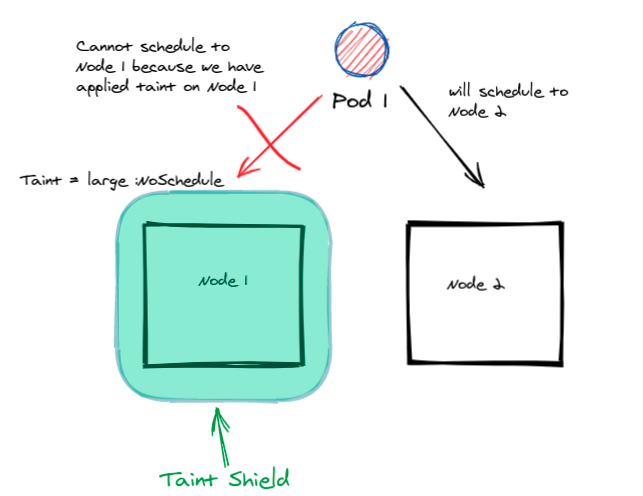 Cannot schedule to
Node 1 because we have
applied taint on Node 1
Pod 1
will schedule to
Node 2
Taint = large :NoSchedule
Node 1
Node 2
Taint Shield